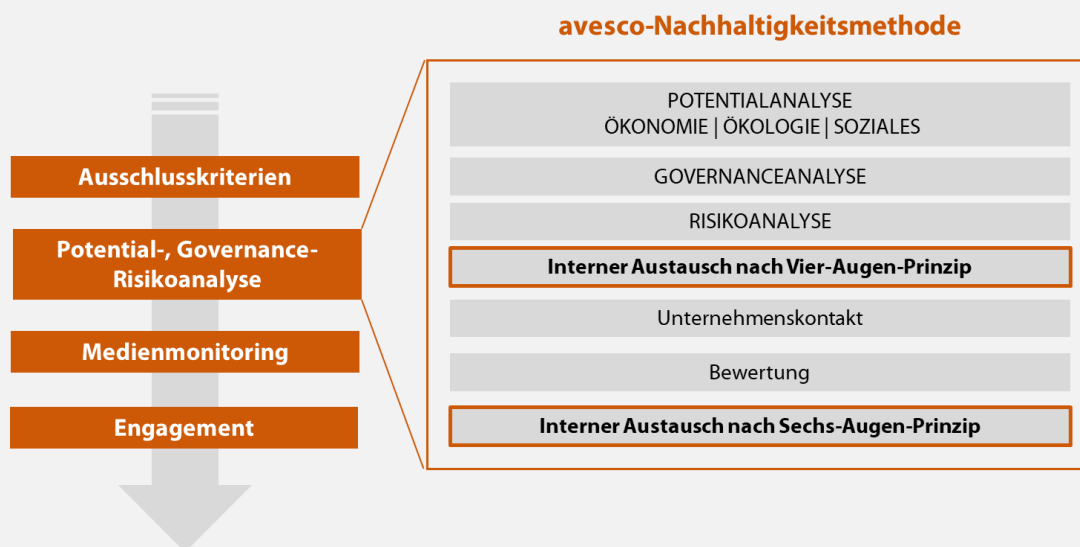 avesco-Nachhaltigkeitsmethode
Ausschlusskriterien
Potential-, Governance-
Risikoanalyse
Medienmonitoring
Engagement
POTENTIALANALYSE
ÖKONOMIE | ÖKOLOGIE | SOZIALES
GOVERNANCEANALYSE
RISIKOANALYSE
Interner Austausch nach Vier-Augen-Prinzip
Unternehmenskontakt
Bewertung
Interner Austausch nach Sechs-Augen-Prinzip